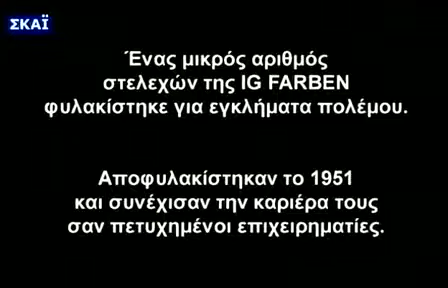 ΣΚΑΪ
Ένας μικρός αριθμός
στελεχών της IG FARBEN
φυλακίστηκε για εγκλήματα πολέμου.
Αποφυλακίστηκαν το 1951
και συνέχισαν την καριέρα τους
σαν πετυχημένοι επιχειρηματίες.